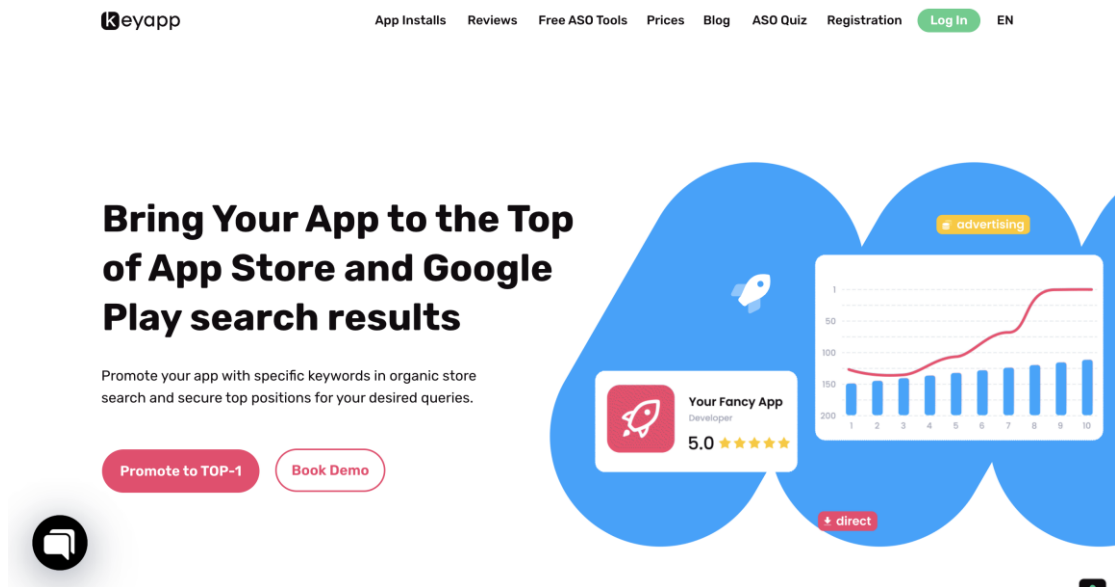 keyapp
App Installs Reviews Free ASO Tools Prices Blog ASO Quiz Registration Log In EN
Bring Your App to the Top
of App Store and Google
Play search results
Promote your app with specific keywords in organic store
search and secure top positions for your desired queries.
Promote to TOP-1 Book Demo
advertising
1
50
100
150
200
1 2 3 4 5 6 7 8 9 10
Your Fancy App
Developer
5.0
direct